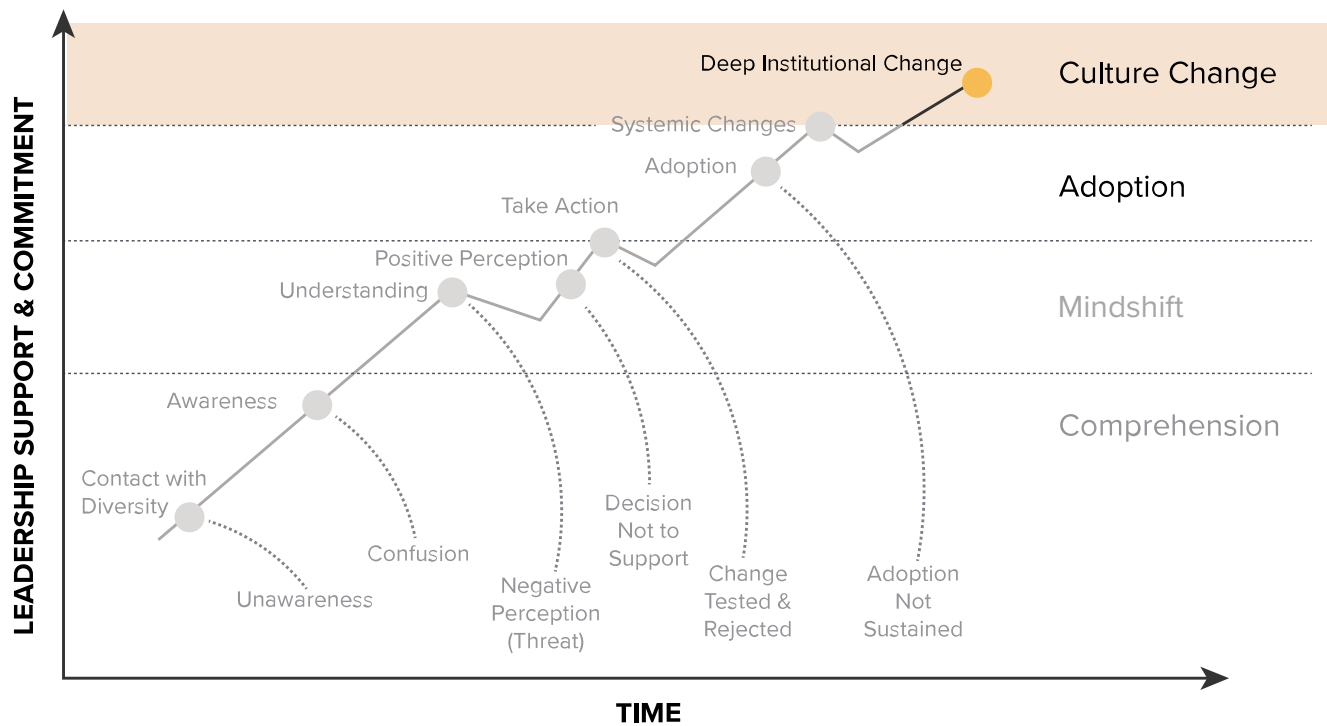 LEADERSHIP SUPPORT & COMMITMENT
Deep Institutional Change
Culture Change
Systemic Changes
Adoption
Adoption
Take Action
Positive Perception
Understanding
Mindshift
Awareness
Comprehension
Contact with
Diversity
Unawareness
Confusion
Negative
Perception
(Threat)
Decision
Not to
Support
Change
Tested &
Rejected
Adoption
Not
Sustained
TIME